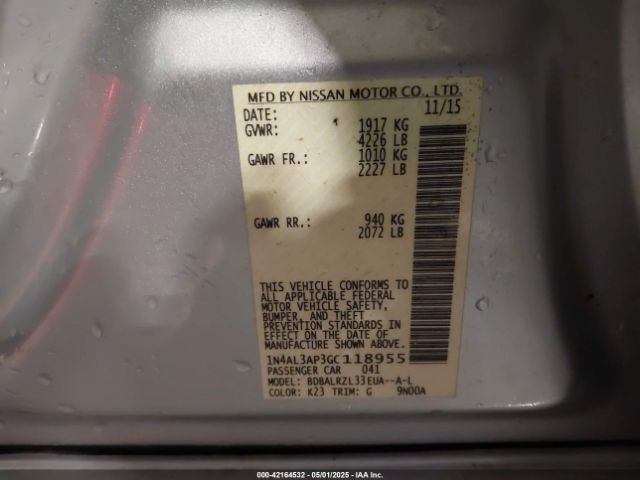 MFD BY NISSAN MOTOR CO., LTD.
DATE: 11/15
GVWR: 1917 KG
4226 LB
GAWR FR.: 1010 KG
2227 LB
GAWR RR.: 940 KG
2072 LB
THIS VEHICLE CONFORMS TO
ALL APPLICABLE FEDERAL
MOTOR VEHICLE SAFETY,
BUMPER, AND THEFT
PREVENTION STANDARDS IN
EFFECT ON THE DATE OF
MANUFACTURE SHOWN ABOVE.
1N4AL3AP3GC118955
PASSENGER CAR 041
MODEL: BDBALRZL33EUA--A-L
COLOR: K23 TRIM: G 9N00A
000-42164532 - 05/01/2025 - IAA Inc.